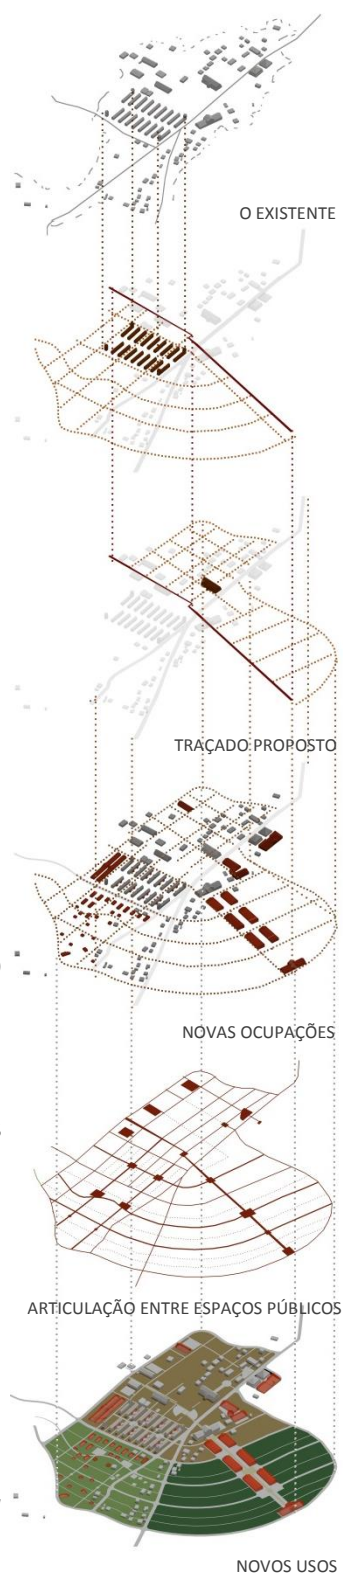 O EXISTENTE
TRAÇADO PROPOSTO
NOVAS OCUPAÇÕES
ARTICULAÇÃO ENTRE ESPAÇOS PÚBLICOS
NOVOS USOS